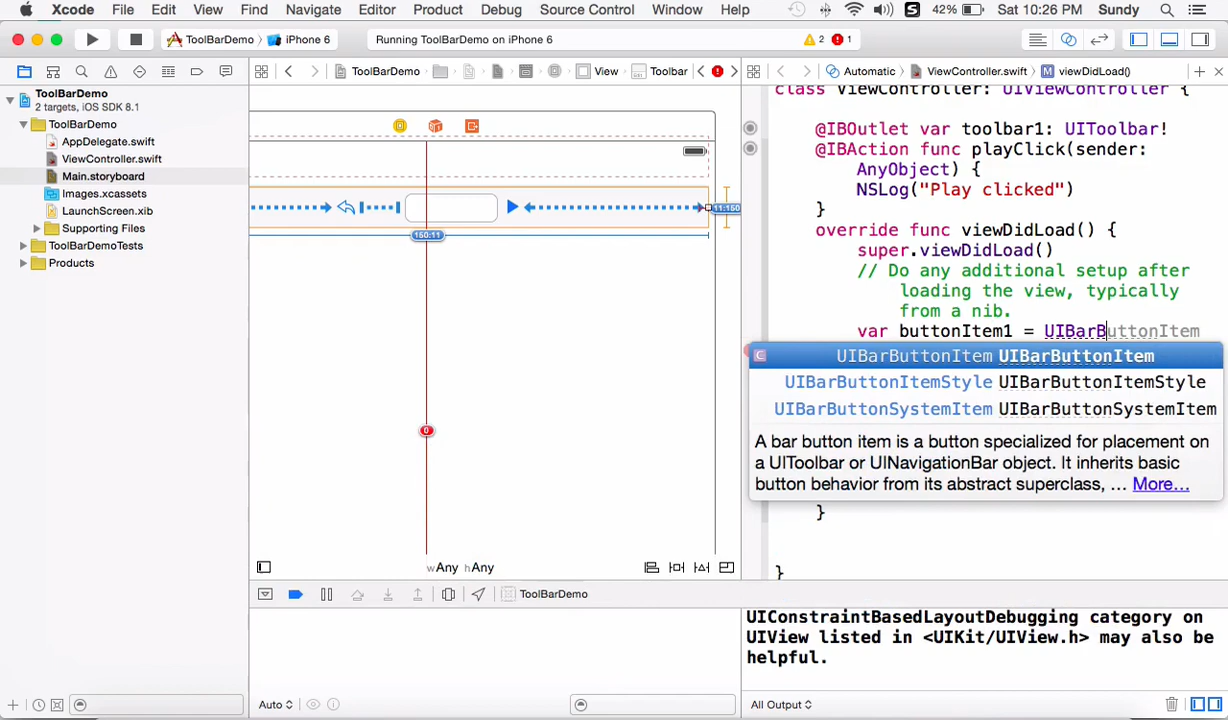 Xcode File Edit View Find Navigate Editor Product Debug Source Control Window Help 42% Sat 10:26 PM Sundy
ToolBarDemo iPhone 6 Running ToolBarDemo on iPhone 6 2 1
ToolBarDemo View Toolbar Automatic ViewController.swift viewDidLoad()
ToolBarDemo
2 targets, iOS SDK 8.1
ToolBarDemo
AppDelegate.swift
ViewController.swift
Main.storyboard
Images.xcassets
LaunchScreen.xib
Supporting Files
ToolBarDemoTests
Products
11:150
150:11
0
wAny hAny
ToolBarDemo
Auto
class ViewController: UIViewController {
@IBOutlet var toolbar1: UIToolbar!
@IBAction func playClick(sender:
AnyObject) {
NSLog("Play clicked")
}
override func viewDidLoad() {
super.viewDidLoad()
// Do any additional setup after
loading the view, typically
from a nib.
var buttonItem1 = UIBarButtonItem
C UIBarButtonItem UIBarButtonItem
UIBarButtonItemStyle UIBarButtonItemStyle
UIBarButtonSystemItem UIBarButtonSystemItem
A bar button item is a button specialized for placement on
a UIToolbar or UINavigationBar object. It inherits basic
button behavior from its abstract superclass, … More…
}
}
UIConstraintBasedLayoutDebugging category on
UIView listed in <UIKit/UIView.h> may also be
helpful.
All Output